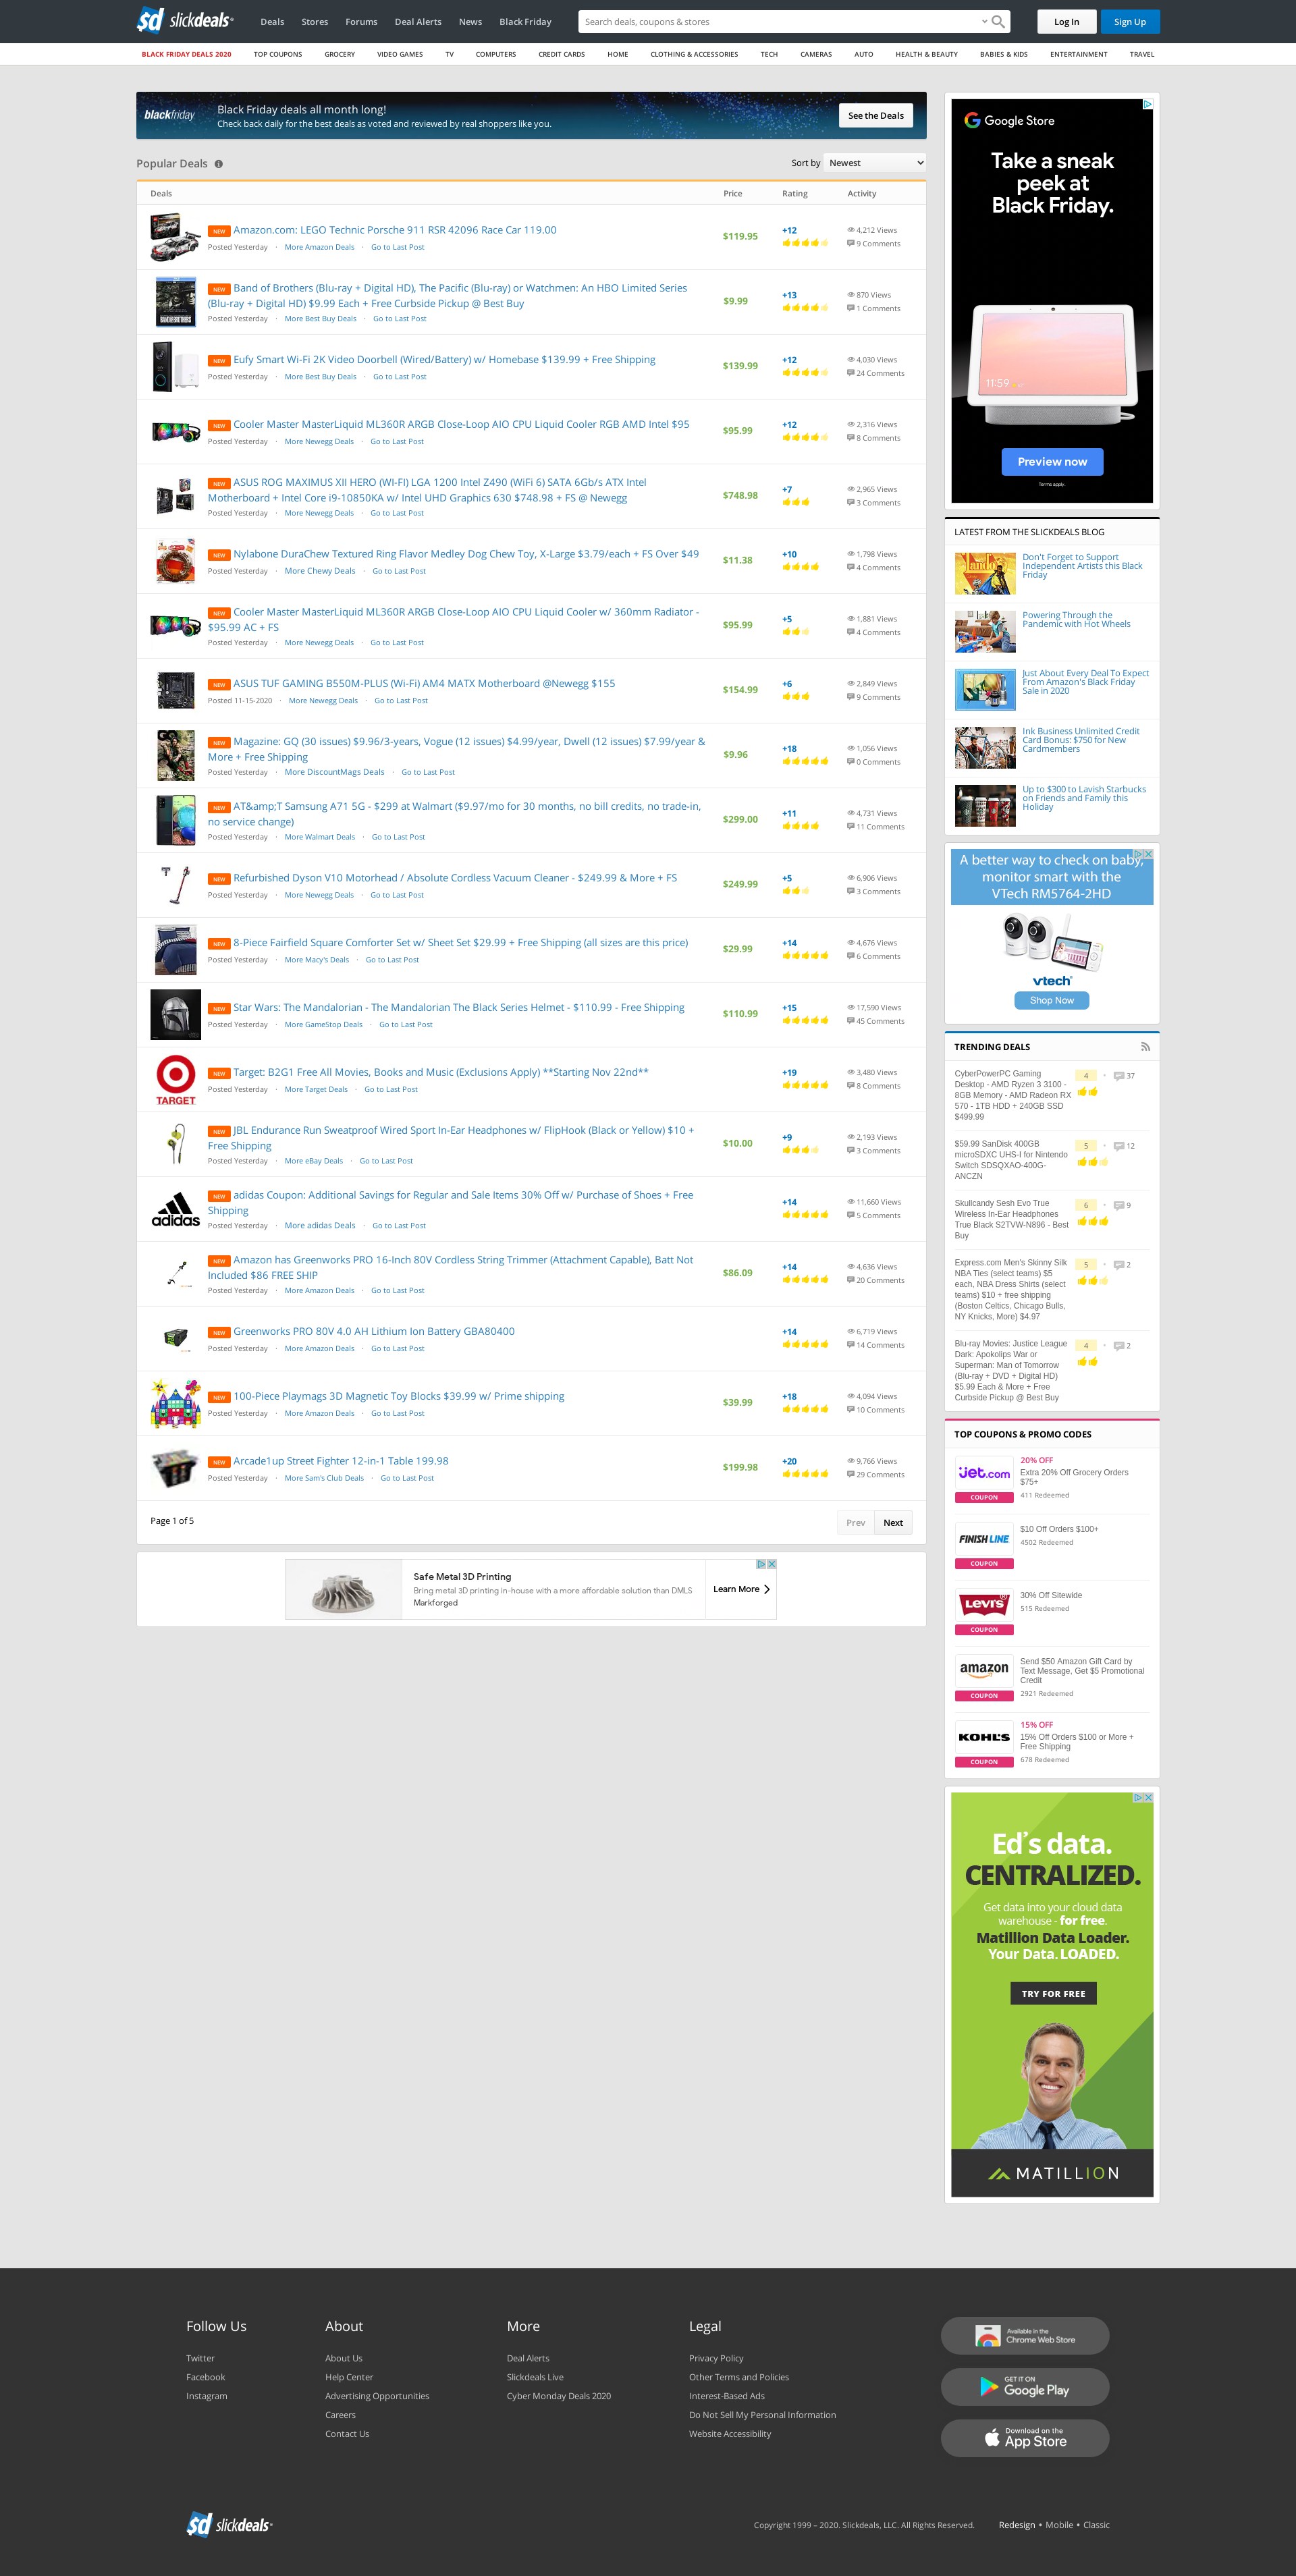 slickdeals
Deals
Stores
Forums
Deal Alerts
News
Black Friday
Search deals, coupons & stores
Log In
Sign Up
BLACK FRIDAY DEALS 2020
TOP COUPONS
GROCERY
VIDEO GAMES
TV
COMPUTERS
CREDIT CARDS
HOME
CLOTHING & ACCESSORIES
TECH
CAMERAS
AUTO
HEALTH & BEAUTY
BABIES & KIDS
ENTERTAINMENT
TRAVEL
blackfriday
Black Friday deals all month long!
Check back daily for the best deals as voted and reviewed by real shoppers like you.
See the Deals
Popular Deals
Sort by Newest
Deals Price Rating Activity
NEW Amazon.com: LEGO Technic Porsche 911 RSR 42096 Race Car 119.00
Posted Yesterday · More Amazon Deals · Go to Last Post
$119.95
+12
4,212 Views
9 Comments
NEW Band of Brothers (Blu-ray + Digital HD), The Pacific (Blu-ray) or Watchmen: An HBO Limited Series
(Blu-ray + Digital HD) $9.99 Each + Free Curbside Pickup @ Best Buy
Posted Yesterday · More Best Buy Deals · Go to Last Post
$9.99
+13
870 Views
1 Comments
NEW Eufy Smart Wi-Fi 2K Video Doorbell (Wired/Battery) w/ Homebase $139.99 + Free Shipping
Posted Yesterday · More Best Buy Deals · Go to Last Post
$139.99
+12
4,030 Views
24 Comments
NEW Cooler Master MasterLiquid ML360R ARGB Close-Loop AIO CPU Liquid Cooler RGB AMD Intel $95
Posted Yesterday · More Newegg Deals · Go to Last Post
$95.99
+12
2,316 Views
8 Comments
NEW ASUS ROG MAXIMUS XII HERO (WI-FI) LGA 1200 Intel Z490 (WiFi 6) SATA 6Gb/s ATX Intel
Motherboard + Intel Core i9-10850KA w/ Intel UHD Graphics 630 $748.98 + FS @ Newegg
Posted Yesterday · More Newegg Deals · Go to Last Post
$748.98
+7
2,965 Views
3 Comments
NEW Nylabone DuraChew Textured Ring Flavor Medley Dog Chew Toy, X-Large $3.79/each + FS Over $49
Posted Yesterday · More Chewy Deals · Go to Last Post
$11.38
+10
1,798 Views
4 Comments
NEW Cooler Master MasterLiquid ML360R ARGB Close-Loop AIO CPU Liquid Cooler w/ 360mm Radiator -
$95.99 AC + FS
Posted Yesterday · More Newegg Deals · Go to Last Post
$95.99
+5
1,881 Views
4 Comments
NEW ASUS TUF GAMING B550M-PLUS (Wi-Fi) AM4 MATX Motherboard @Newegg $155
Posted 11-15-2020 · More Newegg Deals · Go to Last Post
$154.99
+6
2,849 Views
9 Comments
NEW Magazine: GQ (30 issues) $9.96/3-years, Vogue (12 issues) $4.99/year, Dwell (12 issues) $7.99/year &
More + Free Shipping
Posted Yesterday · More DiscountMags Deals · Go to Last Post
$9.96
+18
1,056 Views
0 Comments
NEW AT&amp;T Samsung A71 5G - $299 at Walmart ($9.97/mo for 30 months, no bill credits, no trade-in,
no service change)
Posted Yesterday · More Walmart Deals · Go to Last Post
$299.00
+11
4,731 Views
11 Comments
NEW Refurbished Dyson V10 Motorhead / Absolute Cordless Vacuum Cleaner - $249.99 & More + FS
Posted Yesterday · More Newegg Deals · Go to Last Post
$249.99
+5
6,906 Views
3 Comments
NEW 8-Piece Fairfield Square Comforter Set w/ Sheet Set $29.99 + Free Shipping (all sizes are this price)
Posted Yesterday · More Macy's Deals · Go to Last Post
$29.99
+14
4,676 Views
6 Comments
NEW Star Wars: The Mandalorian - The Mandalorian The Black Series Helmet - $110.99 - Free Shipping
Posted Yesterday · More GameStop Deals · Go to Last Post
$110.99
+15
17,590 Views
45 Comments
TARGET
NEW Target: B2G1 Free All Movies, Books and Music (Exclusions Apply) **Starting Nov 22nd**
Posted Yesterday · More Target Deals · Go to Last Post
+19
3,480 Views
8 Comments
NEW JBL Endurance Run Sweatproof Wired Sport In-Ear Headphones w/ FlipHook (Black or Yellow) $10 +
Free Shipping
Posted Yesterday · More eBay Deals · Go to Last Post
$10.00
+9
2,193 Views
3 Comments
adidas
NEW adidas Coupon: Additional Savings for Regular and Sale Items 30% Off w/ Purchase of Shoes + Free
Shipping
Posted Yesterday · More adidas Deals · Go to Last Post
+14
11,660 Views
5 Comments
NEW Amazon has Greenworks PRO 16-Inch 80V Cordless String Trimmer (Attachment Capable), Batt Not
Included $86 FREE SHIP
Posted Yesterday · More Amazon Deals · Go to Last Post
$86.09
+14
4,636 Views
20 Comments
NEW Greenworks PRO 80V 4.0 AH Lithium Ion Battery GBA80400
Posted Yesterday · More Amazon Deals · Go to Last Post
+14
6,719 Views
14 Comments
NEW 100-Piece Playmags 3D Magnetic Toy Blocks $39.99 w/ Prime shipping
Posted Yesterday · More Amazon Deals · Go to Last Post
$39.99
+18
4,094 Views
10 Comments
NEW Arcade1up Street Fighter 12-in-1 Table 199.98
Posted Yesterday · More Sam's Club Deals · Go to Last Post
$199.98
+20
9,766 Views
29 Comments
Page 1 of 5
Prev
Next
Safe Metal 3D Printing
Bring metal 3D printing in-house with a more affordable solution than DMLS
Markforged
Learn More
Google Store
Take a sneak
peek at
Black Friday.
11:59
Preview now
Terms apply.
LATEST FROM THE SLICKDEALS BLOG
Don't Forget to Support
Independent Artists this Black
Friday
Powering Through the
Pandemic with Hot Wheels
Just About Every Deal To Expect
From Amazon's Black Friday
Sale in 2020
Ink Business Unlimited Credit
Card Bonus: $750 for New
Cardmembers
Up to $300 to Lavish Starbucks
on Friends and Family this
Holiday
A better way to check on baby,
monitor smart with the
VTech RM5764-2HD
vtech
Shop Now
TRENDING DEALS
CyberPowerPC Gaming
Desktop - AMD Ryzen 3 3100 -
8GB Memory - AMD Radeon RX
570 - 1TB HDD + 240GB SSD
$499.99
4 · 37
$59.99 SanDisk 400GB
microSDXC UHS-I for Nintendo
Switch SDSQXAO-400G-
ANCZN
5 · 12
Skullcandy Sesh Evo True
Wireless In-Ear Headphones
True Black S2TVW-N896 - Best
Buy
6 · 9
Express.com Men's Skinny Silk
NBA Ties (select teams) $5
each, NBA Dress Shirts (select
teams) $10 + free shipping
(Boston Celtics, Chicago Bulls,
NY Knicks, More) $4.97
5 · 2
Blu-ray Movies: Justice League
Dark: Apokolips War or
Superman: Man of Tomorrow
(Blu-ray + DVD + Digital HD)
$5.99 Each & More + Free
Curbside Pickup @ Best Buy
4 · 2
TOP COUPONS & PROMO CODES
jet.com
COUPON
20% OFF
Extra 20% Off Grocery Orders
$75+
411 Redeemed
FINISH LINE
COUPON
$10 Off Orders $100+
4502 Redeemed
LEVI'S
COUPON
30% Off Sitewide
515 Redeemed
amazon
COUPON
Send $50 Amazon Gift Card by
Text Message, Get $5 Promotional
Credit
2921 Redeemed
KOHL'S
COUPON
15% OFF
15% Off Orders $100 or More +
Free Shipping
678 Redeemed
Ed's data.
CENTRALIZED.
Get data into your cloud data
warehouse - for free.
Matillion Data Loader.
Your Data. LOADED.
TRY FOR FREE
MATILLION
Follow Us
Twitter
Facebook
Instagram
About
About Us
Help Center
Advertising Opportunities
Careers
Contact Us
More
Deal Alerts
Slickdeals Live
Cyber Monday Deals 2020
Legal
Privacy Policy
Other Terms and Policies
Interest-Based Ads
Do Not Sell My Personal Information
Website Accessibility
Available in the
Chrome Web Store
GET IT ON
Google Play
Download on the
App Store
slickdeals
Copyright 1999 – 2020. Slickdeals, LLC. All Rights Reserved.
Redesign • Mobile • Classic